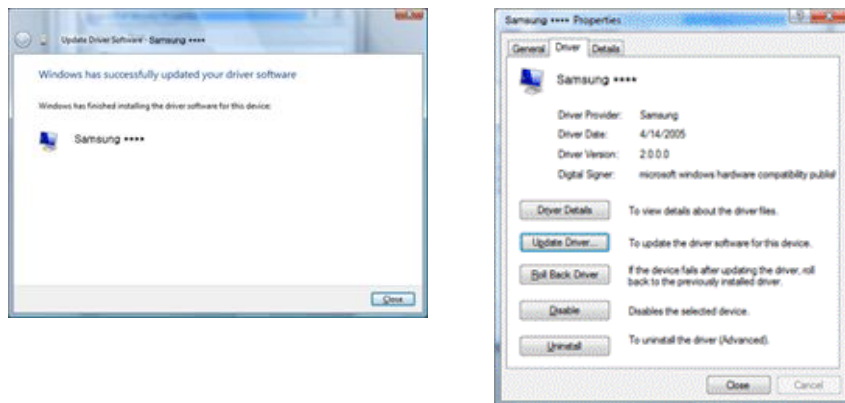 Update Driver Software - Samsung ****
Windows has successfully updated your driver software
Windows has finished installing the driver software for this device:
Samsung ****
Close
Samsung **** Properties
General Driver Details
Samsung ****
Driver Provider: Samsung
Driver Date: 4/14/2005
Driver Version: 2.0.0.0
Digital Signer: microsoft windows hardware compatibility publis
Driver Details To view details about the driver files.
Update Driver... To update the driver software for this device.
Roll Back Driver If the device fails after updating the driver, roll
back to the previously installed driver.
Disable Disables the selected device.
Uninstall To uninstall the driver (Advanced).
Close Cancel